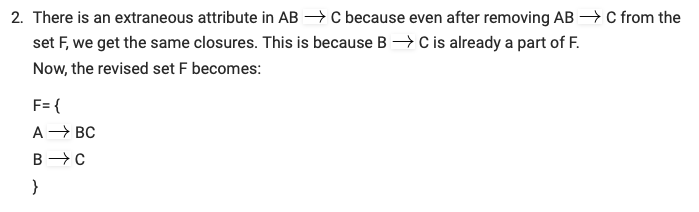 2. There is an extraneous attribute in AB → C because even after removing AB → C from the
set F, we get the same closures. This is because B → C is already a part of F.
Now, the revised set F becomes:
F= {
A → BC
B → C
}